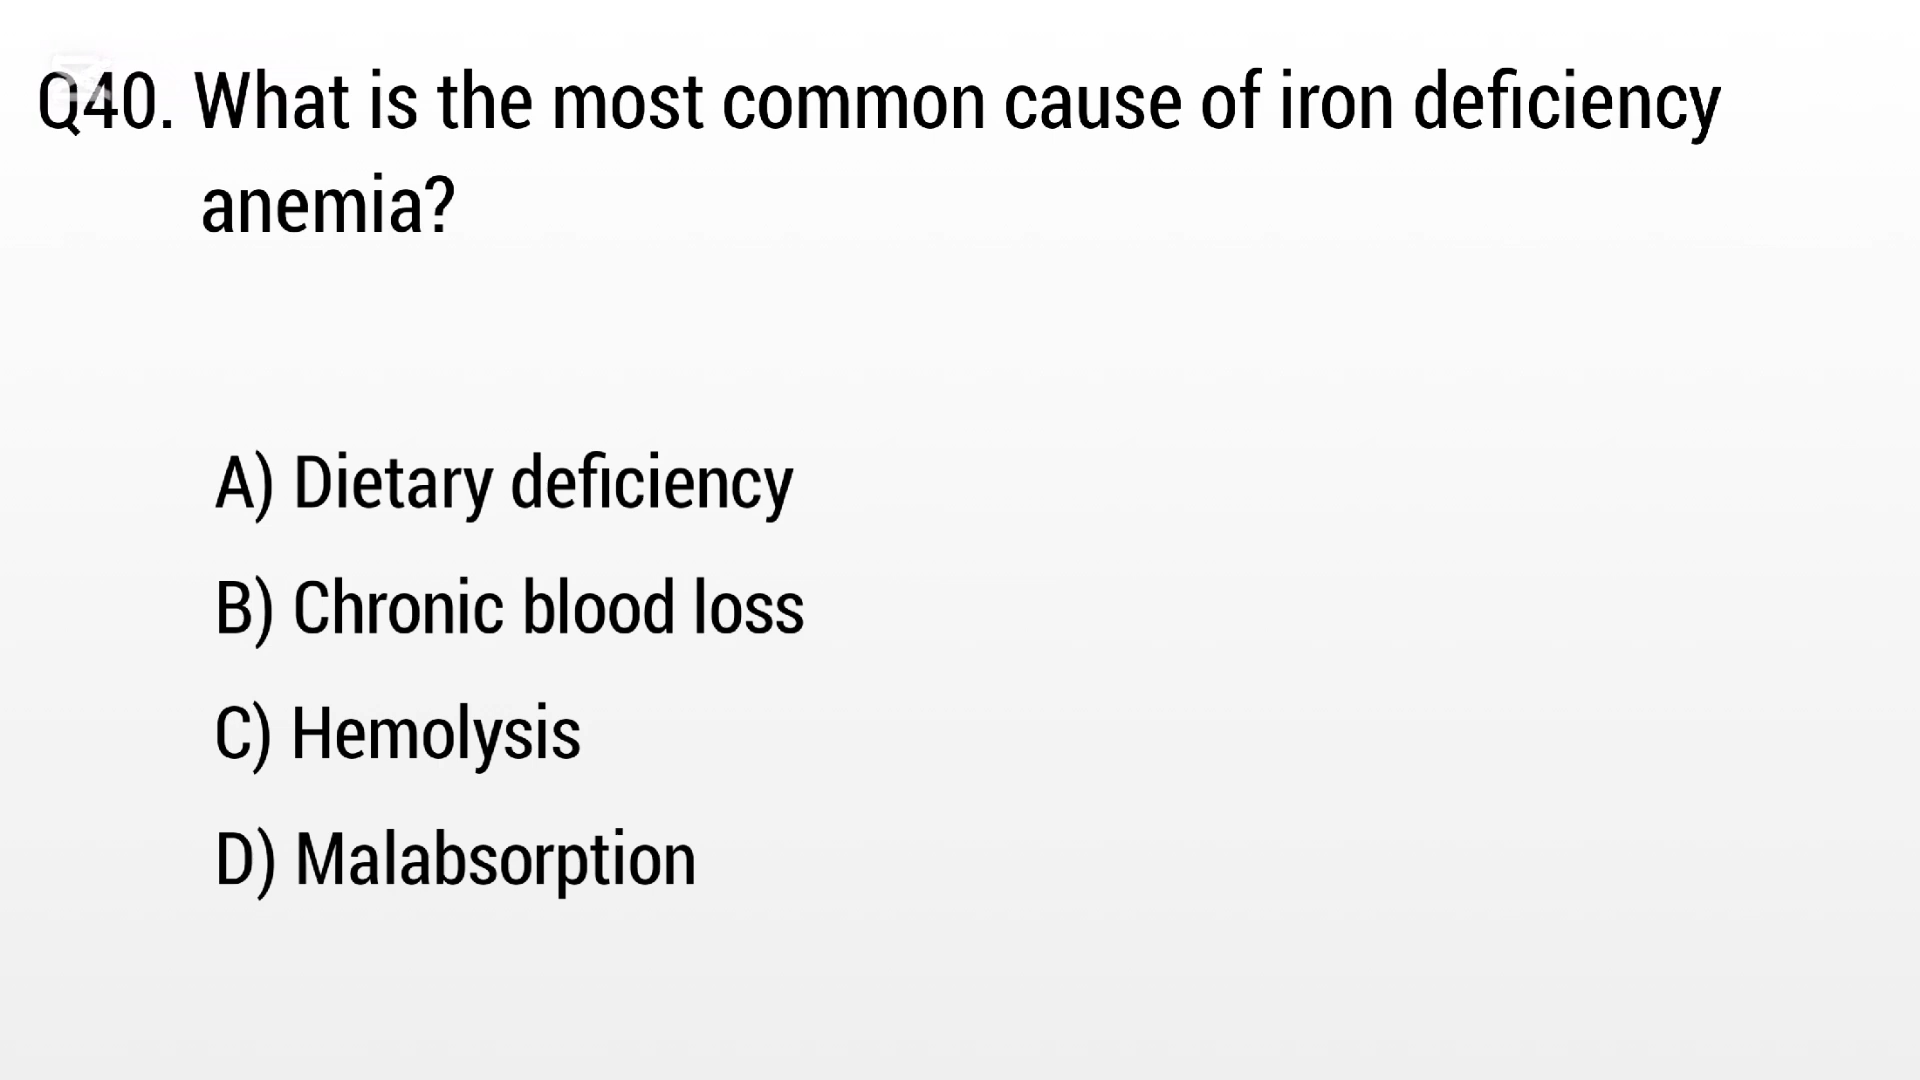 Q40. What is the most common cause of iron deficiency
anemia?
A) Dietary deficiency
B) Chronic blood loss
C) Hemolysis
D) Malabsorption